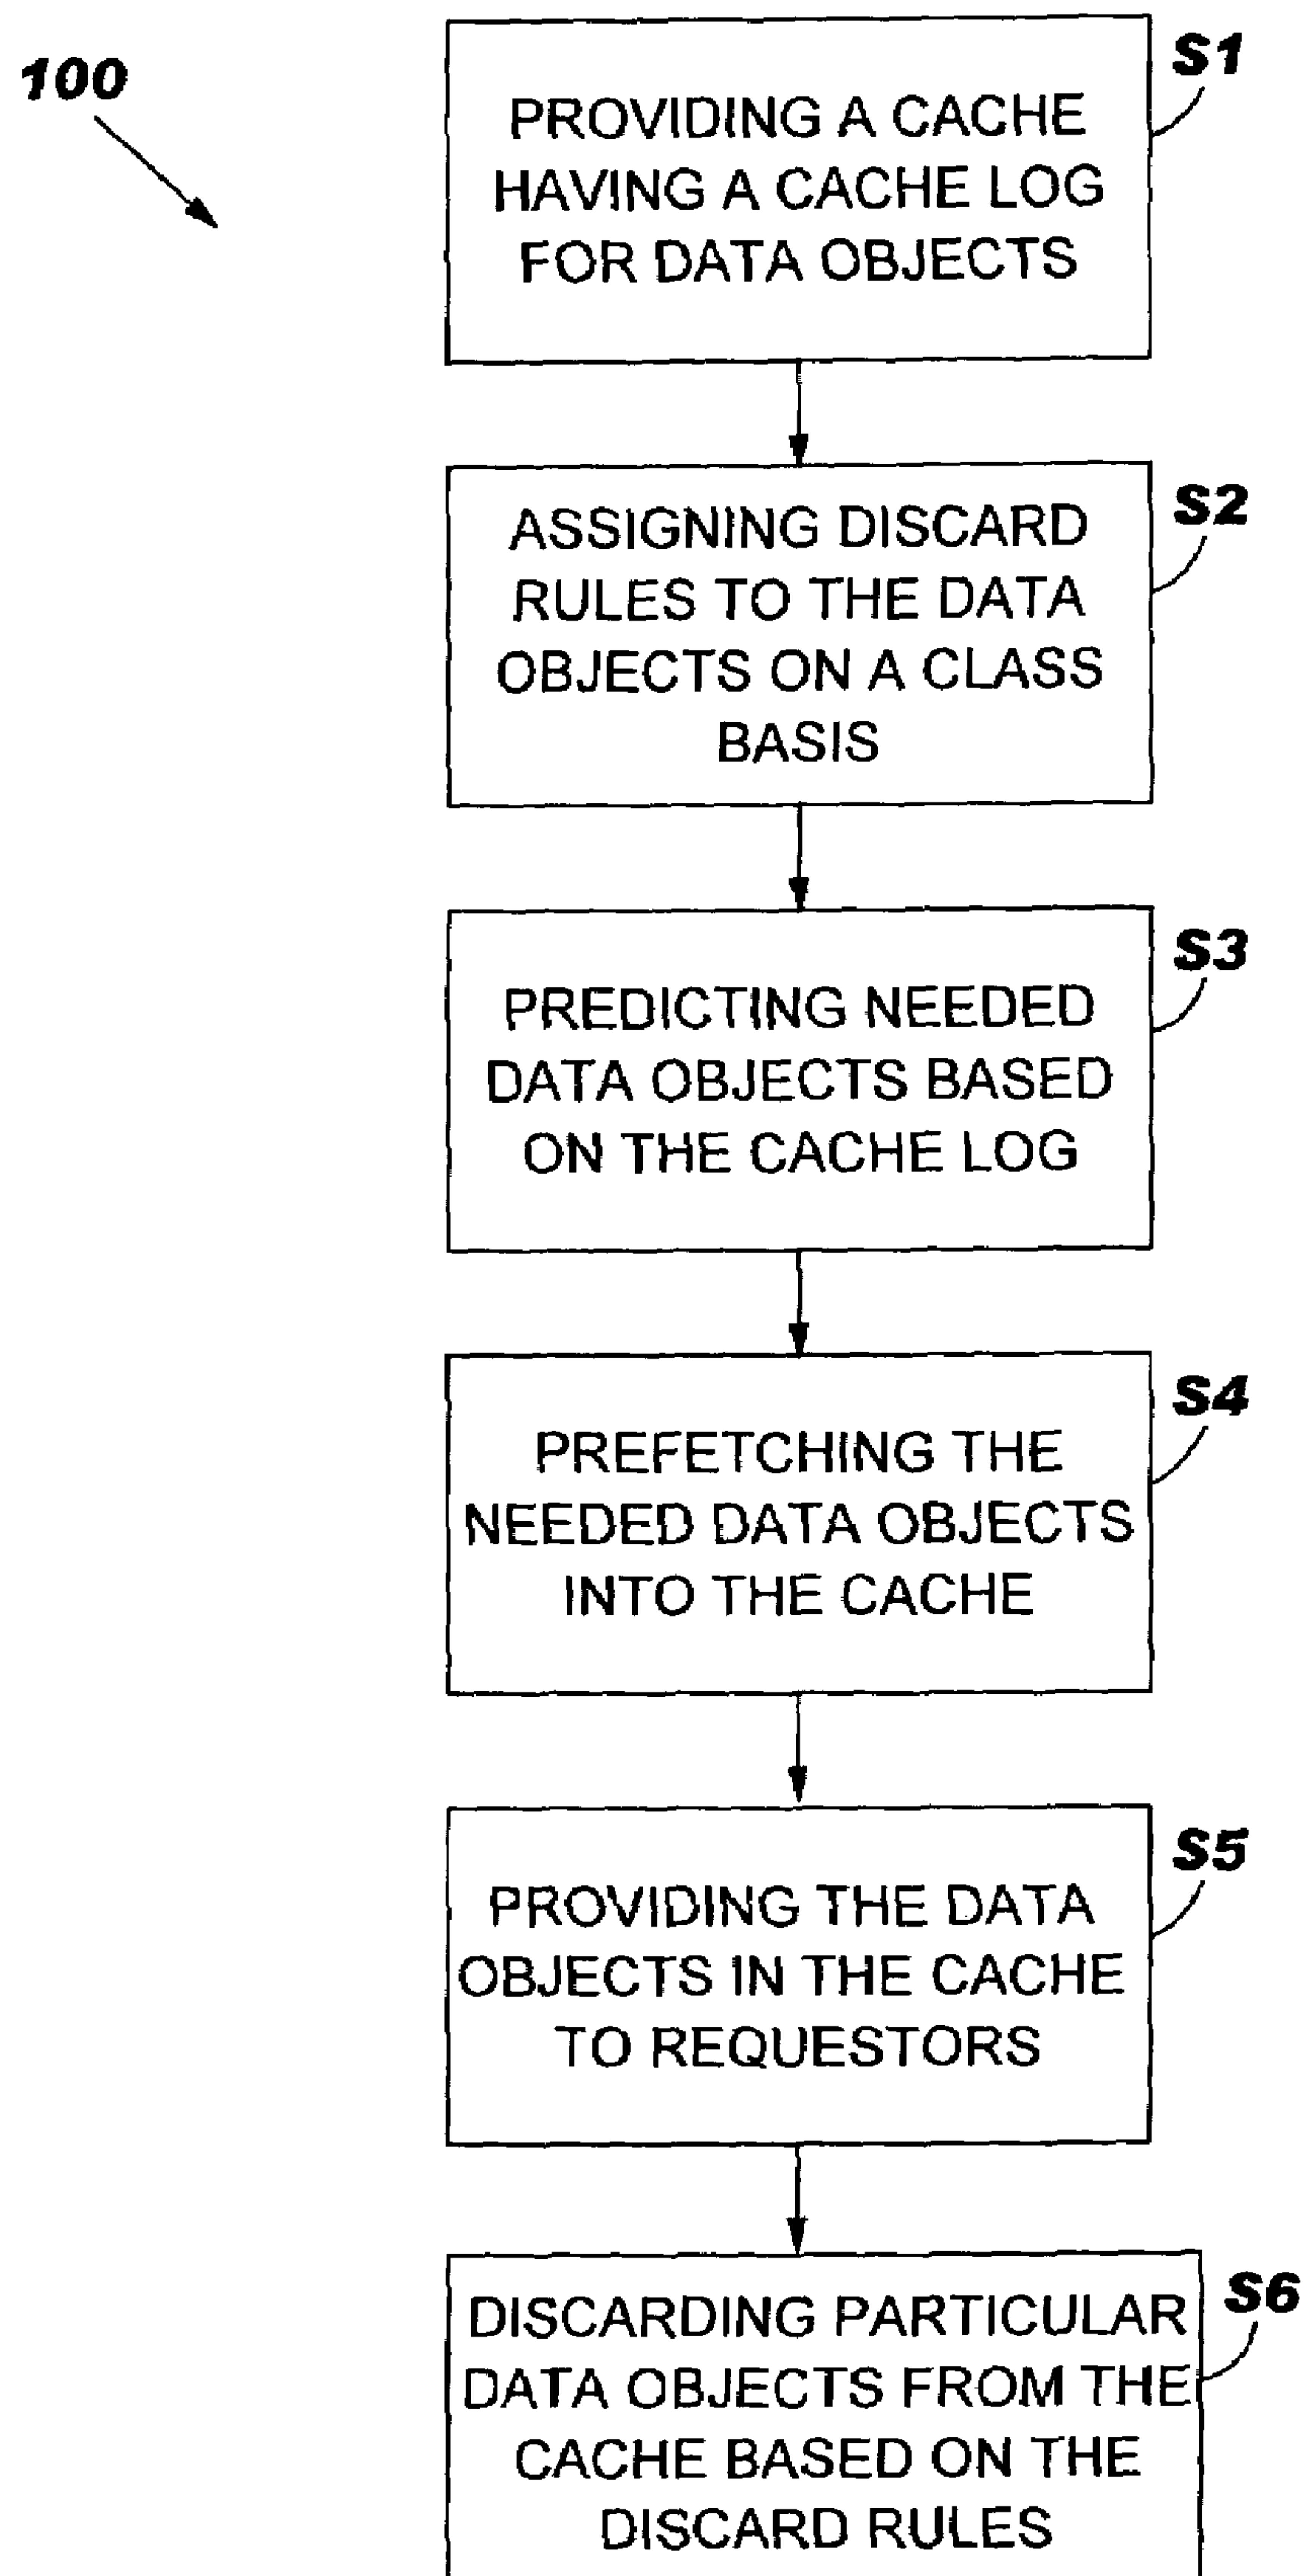 100
S1
PROVIDING A CACHE
HAVING A CACHE LOG
FOR DATA OBJECTS
S2
ASSIGNING DISCARD
RULES TO THE DATA
OBJECTS ON A CLASS
BASIS
S3
PREDICTING NEEDED
DATA OBJECTS BASED
ON THE CACHE LOG
S4
PREFETCHING THE
NEEDED DATA OBJECTS
INTO THE CACHE
S5
PROVIDING THE DATA
OBJECTS IN THE CACHE
TO REQUESTORS
S6
DISCARDING PARTICULAR
DATA OBJECTS FROM THE
CACHE BASED ON THE
DISCARD RULES